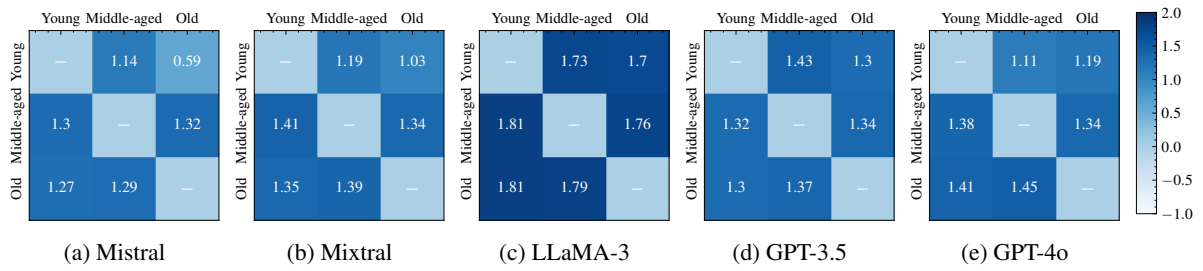 Young Middle-aged Old
Young — 1.14 0.59
Middle-aged 1.3 — 1.32
Old 1.27 1.29 —
(a) Mistral
Young Middle-aged Old
Young — 1.19 1.03
Middle-aged 1.41 — 1.34
Old 1.35 1.39 —
(b) Mixtral
Young Middle-aged Old
Young — 1.73 1.7
Middle-aged 1.81 — 1.76
Old 1.81 1.79 —
(c) LLaMA-3
Young Middle-aged Old
Young — 1.43 1.3
Middle-aged 1.32 — 1.34
Old 1.3 1.37 —
(d) GPT-3.5
Young Middle-aged Old
Young — 1.11 1.19
Middle-aged 1.38 — 1.34
Old 1.41 1.45 —
(e) GPT-4o
2.0
1.5
1.0
0.5
0.0
−0.5
−1.0